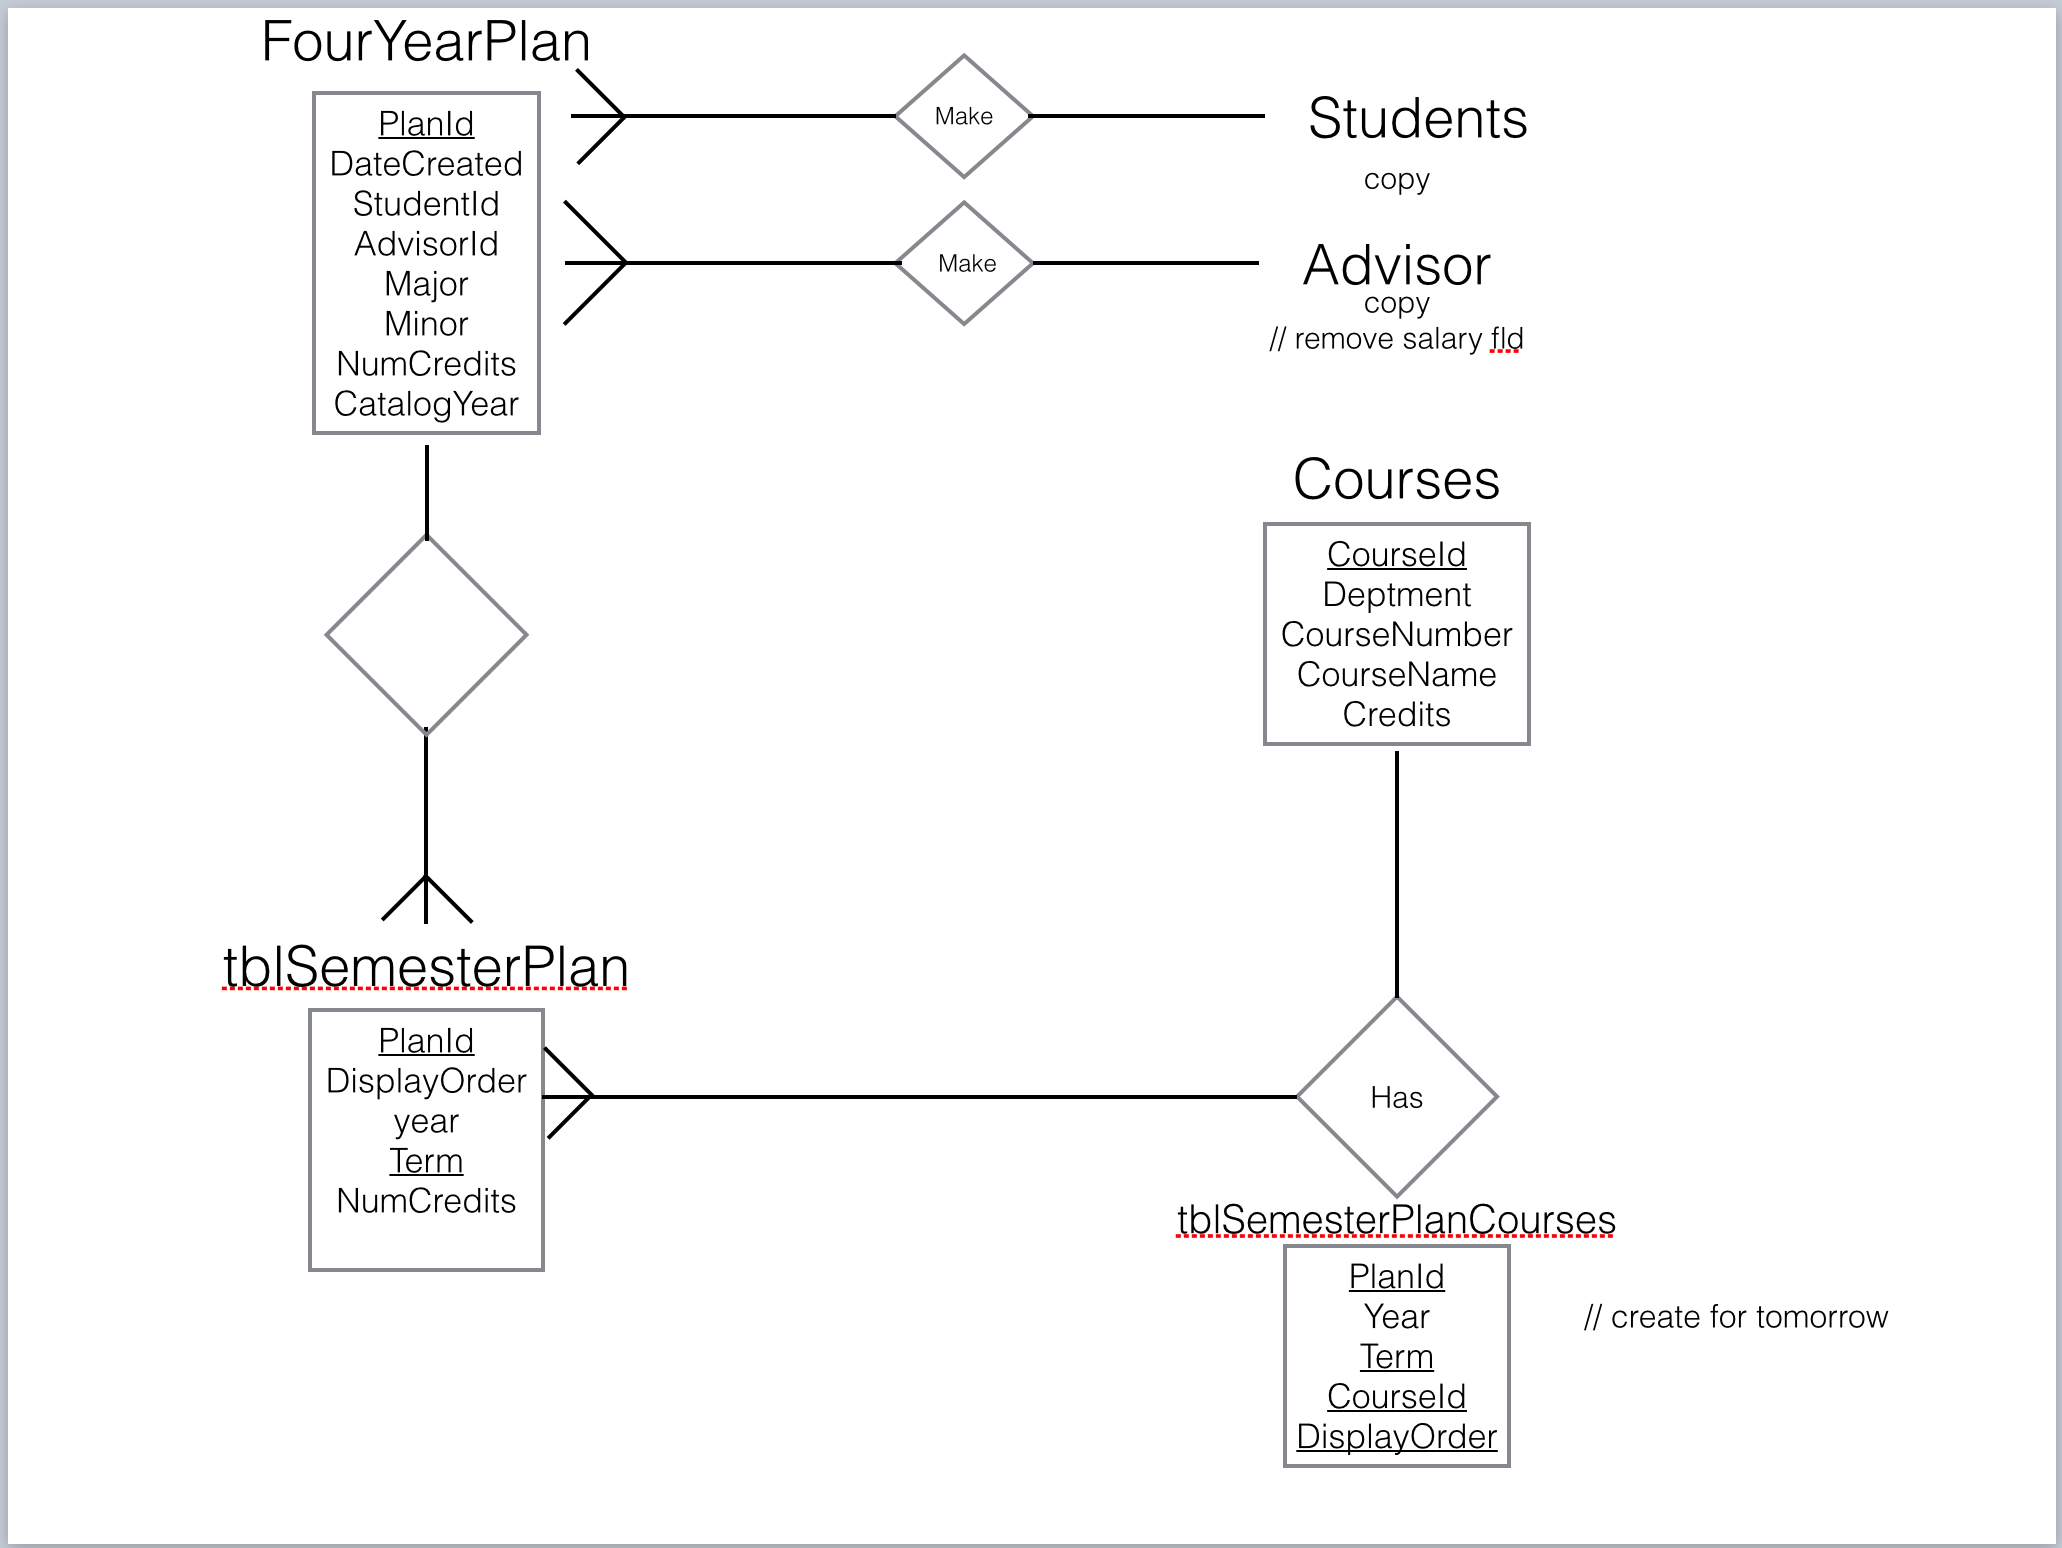 FourYearPlan
PlanId
DateCreated
StudentId
AdvisorId
Major
Minor
NumCredits
CatalogYear
Make
Students
copy
Make
Advisor
copy
// remove salary fld
Courses
CourseId
Deptment
CourseNumber
CourseName
Credits
tblSemesterPlan
PlanId
DisplayOrder
year
Term
NumCredits
Has
tblSemesterPlanCourses
PlanId
Year
Term
CourseId
DisplayOrder
// create for tomorrow